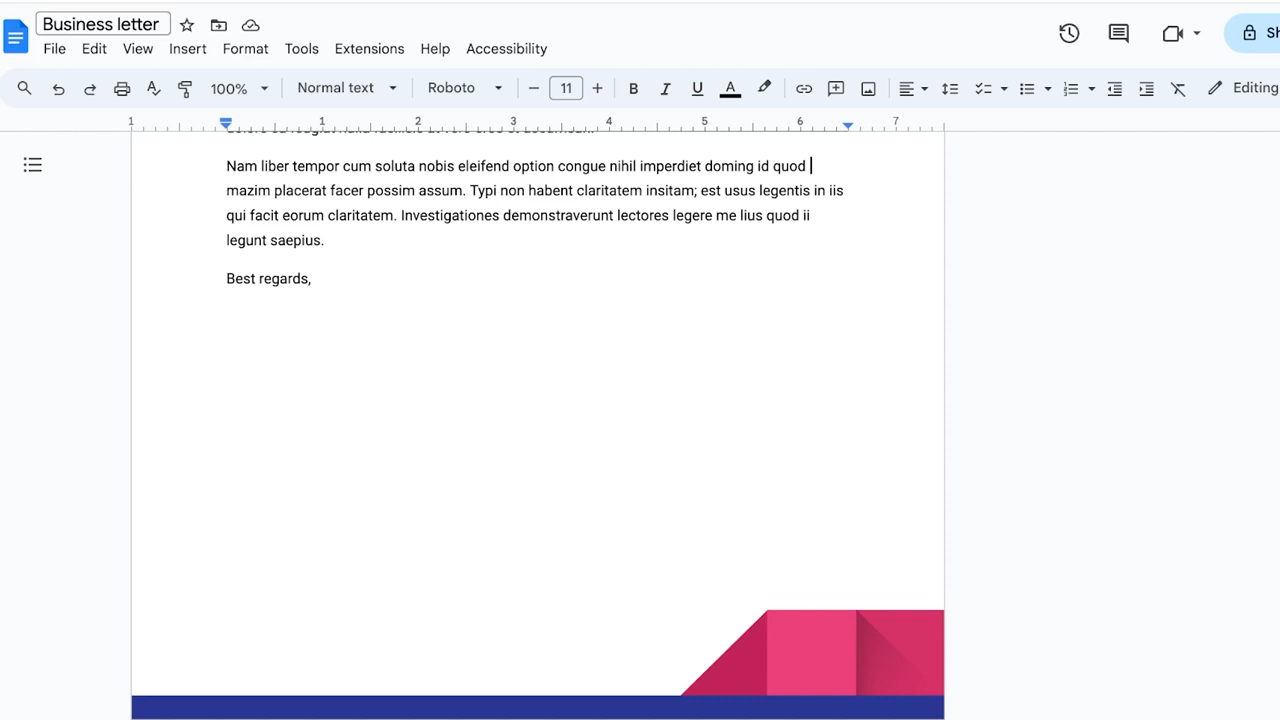 Business letter
File Edit View Insert Format Tools Extensions Help Accessibility
100% Normal text Roboto 11 Editing
1 1 2 3 4 5 6 7
Nam liber tempor cum soluta nobis eleifend option congue nihil imperdiet doming id quod
mazim placerat facer possim assum. Typi non habent claritatem insitam; est usus legentis in iis
qui facit eorum claritatem. Investigationes demonstraverunt lectores legere me lius quod ii
legunt saepius.
Best regards,